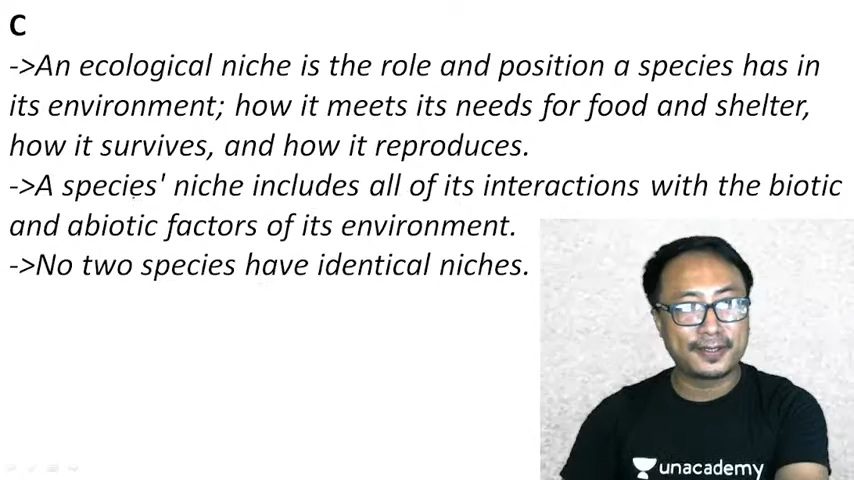 C
->An ecological niche is the role and position a species has in
its environment; how it meets its needs for food and shelter,
how it survives, and how it reproduces.
->A species' niche includes all of its interactions with the biotic
and abiotic factors of its environment.
->No two species have identical niches.
unacademy